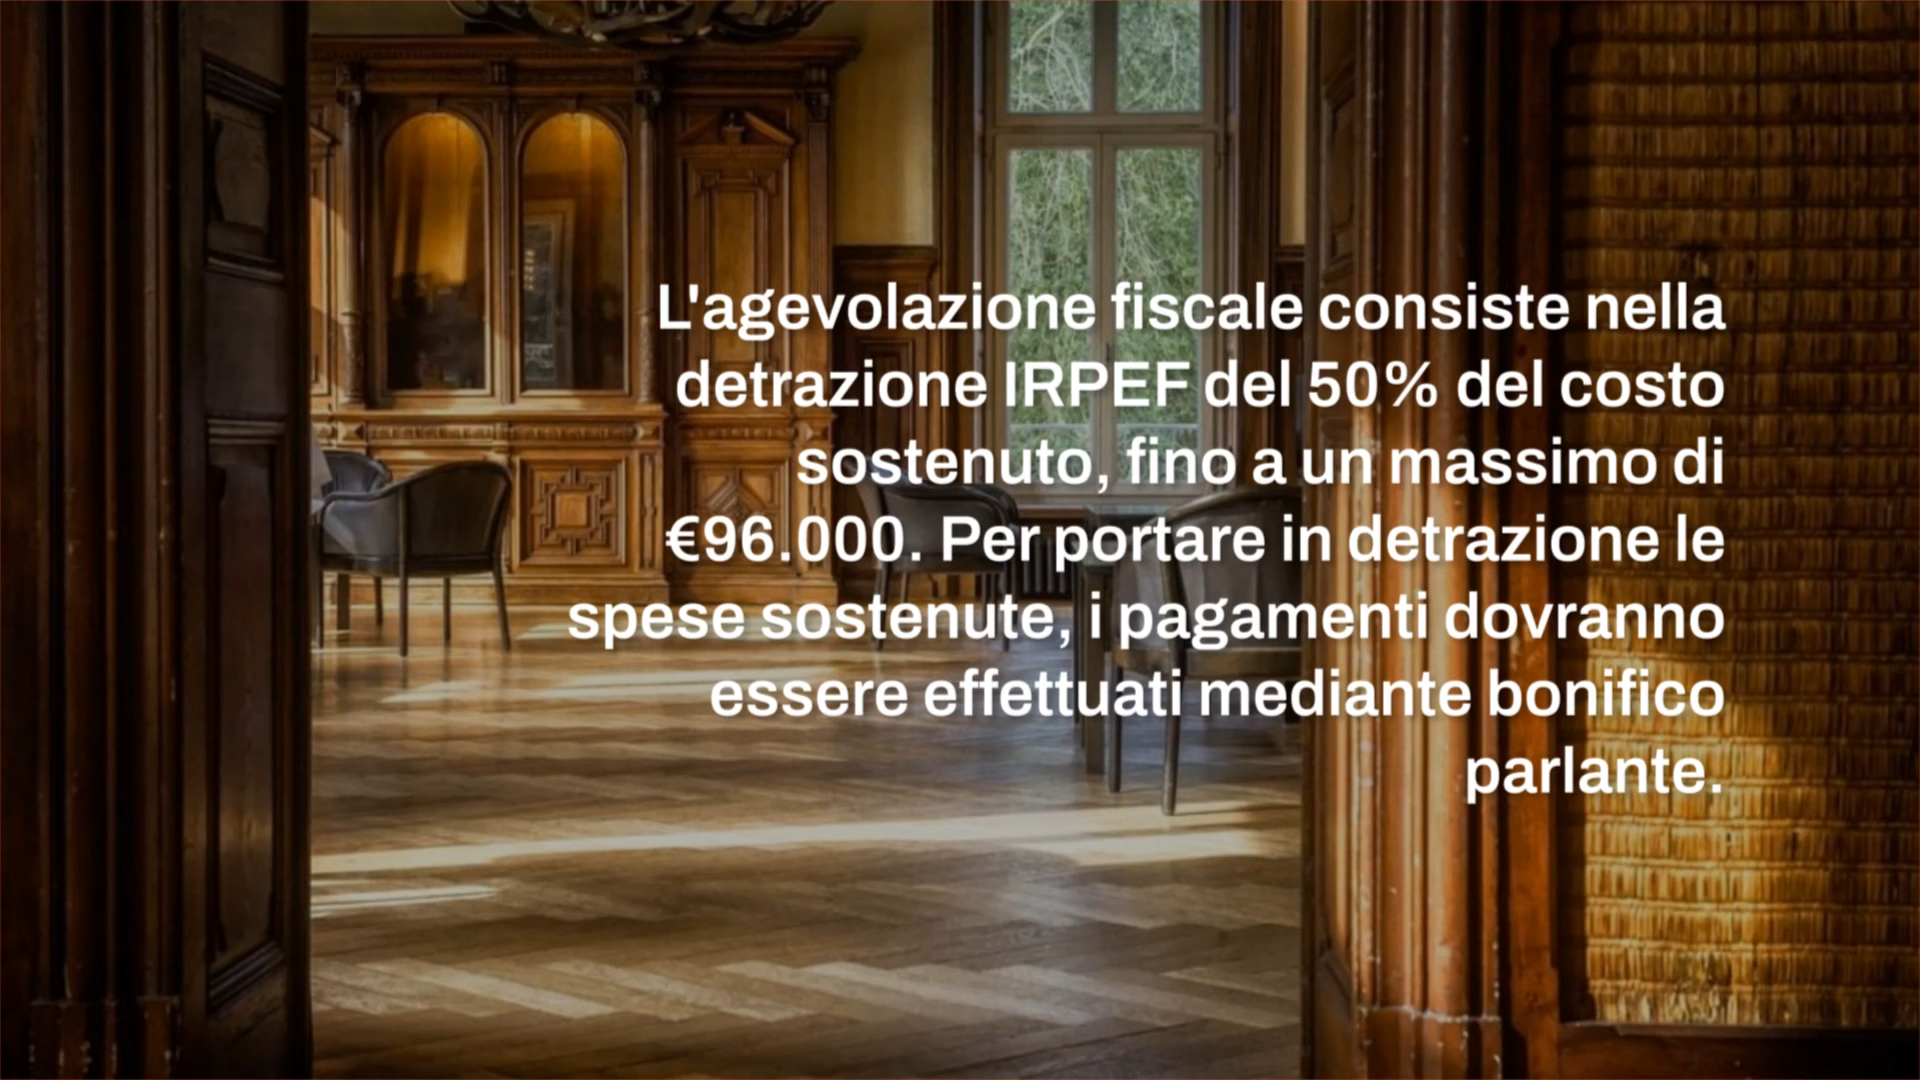 L'agevolazione fiscale consiste nella
detrazione IRPEF del 50% del costo
sostenuto, fino a un massimo di
€96.000. Per portare in detrazione le
spese sostenute, i pagamenti dovranno
essere effettuati mediante bonifico
parlante.